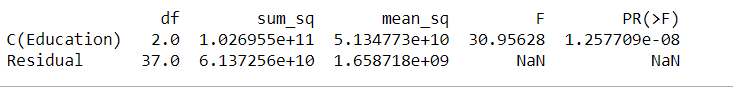 df sum_sq mean_sq F PR(>F)
C(Education) 2.0 1.026955e+11 5.134773e+10 30.95628 1.257709e-08
Residual 37.0 6.137256e+10 1.658718e+09 NaN NaN